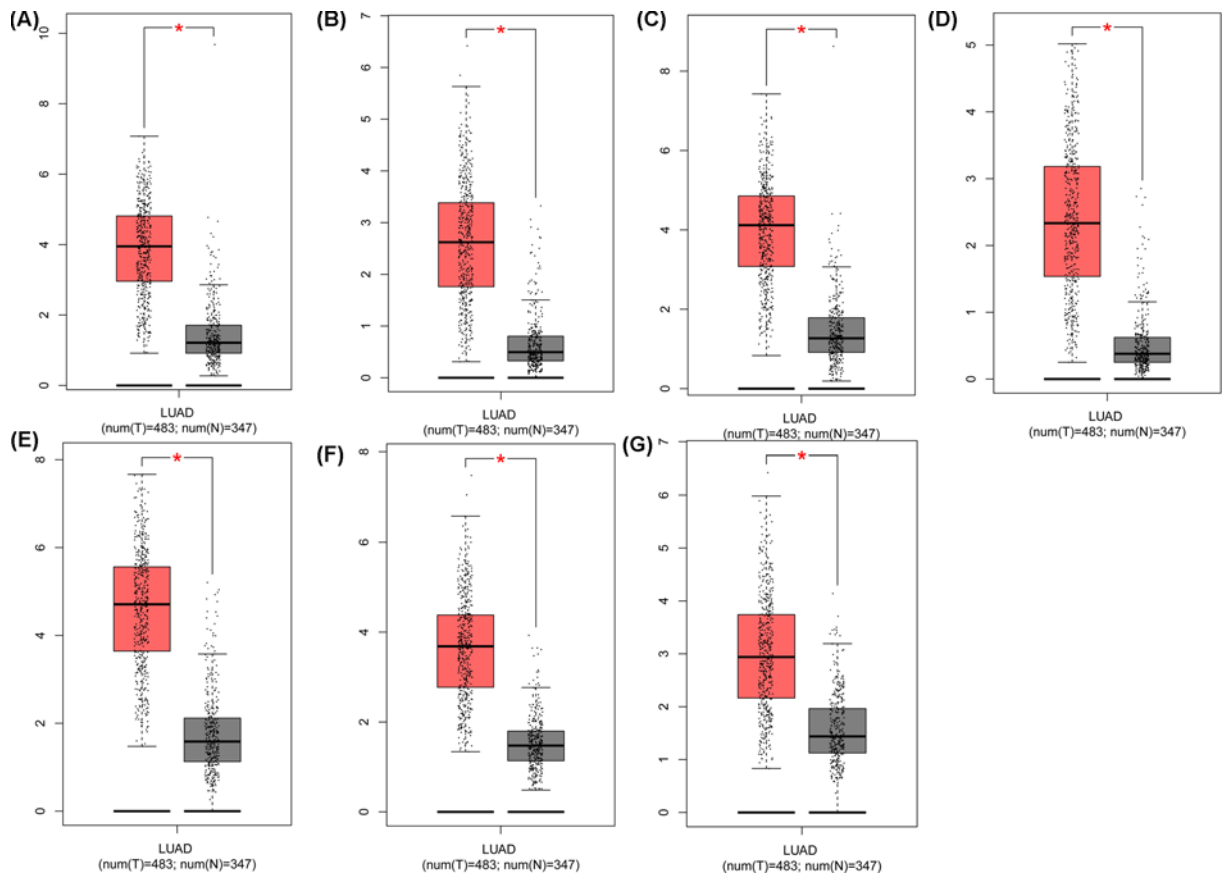 (A)
10
8
6
4
2
0
*
LUAD
(num(T)=483; num(N)=347)
(B)
7
6
5
4
3
2
1
0
*
LUAD
(num(T)=483; num(N)=347)
(C)
8
6
4
2
0
*
LUAD
(num(T)=483; num(N)=347)
(D)
5
4
3
2
1
0
*
LUAD
(num(T)=483; num(N)=347)
(E)
8
6
4
2
0
*
LUAD
(num(T)=483; num(N)=347)
(F)
8
6
4
2
0
*
LUAD
(num(T)=483; num(N)=347)
(G)
7
6
5
4
3
2
1
0
*
LUAD
(num(T)=483; num(N)=347)